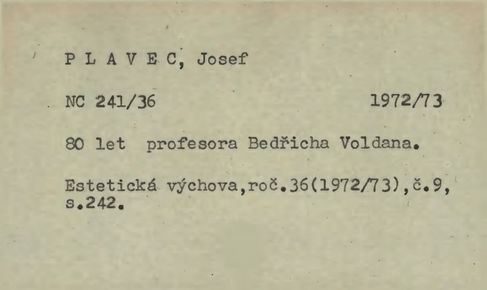 P L A V E C, Josef
NC 241/36 1972/73
80 let profesora Bedřicha Voldana.
Estetická výchova,roč.36(1972/73),č.9,
s.242.